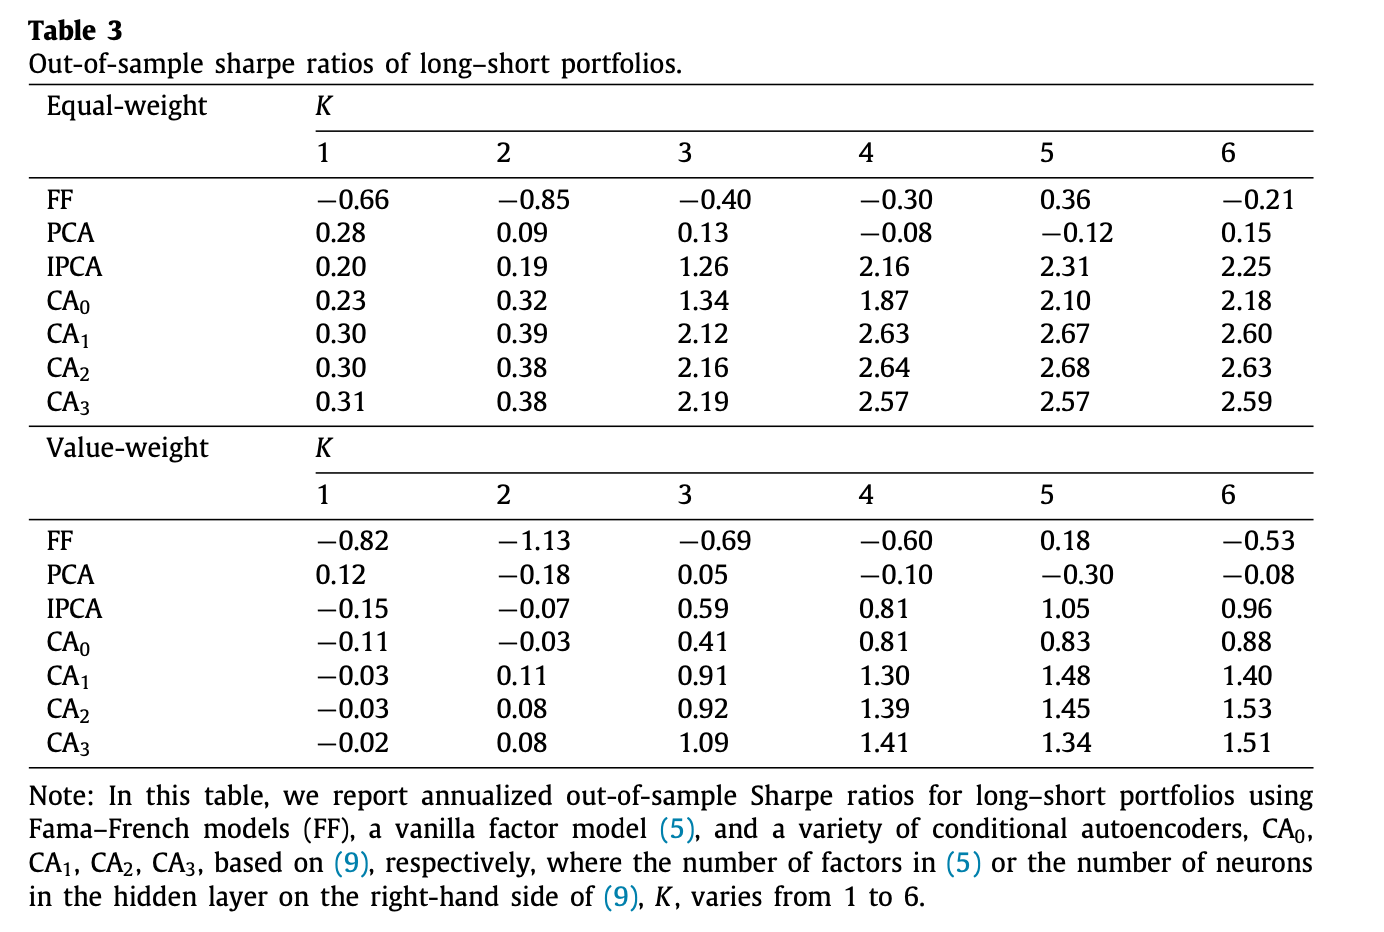 Table 3
Out-of-sample sharpe ratios of long–short portfolios.
Equal-weight K
1 2 3 4 5 6
FF −0.66 −0.85 −0.40 −0.30 0.36 −0.21
PCA 0.28 0.09 0.13 −0.08 −0.12 0.15
IPCA 0.20 0.19 1.26 2.16 2.31 2.25
CA₀ 0.23 0.32 1.34 1.87 2.10 2.18
CA₁ 0.30 0.39 2.12 2.63 2.67 2.60
CA₂ 0.30 0.38 2.16 2.64 2.68 2.63
CA₃ 0.31 0.38 2.19 2.57 2.57 2.59
Value-weight K
1 2 3 4 5 6
FF −0.82 −1.13 −0.69 −0.60 0.18 −0.53
PCA 0.12 −0.18 0.05 −0.10 −0.30 −0.08
IPCA −0.15 −0.07 0.59 0.81 1.05 0.96
CA₀ −0.11 −0.03 0.41 0.81 0.83 0.88
CA₁ −0.03 0.11 0.91 1.30 1.48 1.40
CA₂ −0.03 0.08 0.92 1.39 1.45 1.53
CA₃ −0.02 0.08 1.09 1.41 1.34 1.51
Note: In this table, we report annualized out-of-sample Sharpe ratios for long–short portfolios using
Fama–French models (FF), a vanilla factor model (5), and a variety of conditional autoencoders, CA₀,
CA₁, CA₂, CA₃, based on (9), respectively, where the number of factors in (5) or the number of neurons
in the hidden layer on the right-hand side of (9), K, varies from 1 to 6.